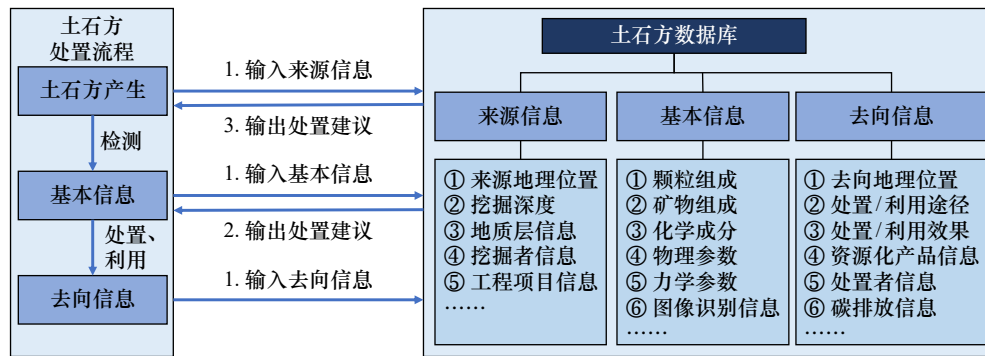 土石方
处置流程
土石方产生
检测
基本信息
处置、
利用
去向信息
1. 输入来源信息
3. 输出处置建议
1. 输入基本信息
2. 输出处置建议
1. 输入去向信息
土石方数据库
来源信息
① 来源地理位置
② 挖掘深度
③ 地质层信息
④ 挖掘者信息
⑤ 工程项目信息
……
基本信息
① 颗粒组成
② 矿物组成
③ 化学成分
④ 物理参数
⑤ 力学参数
⑥ 图像识别信息
……
去向信息
① 去向地理位置
② 处置/利用途径
③ 处置/利用效果
④ 资源化产品信息
⑤ 处置者信息
⑥ 碳排放信息
……